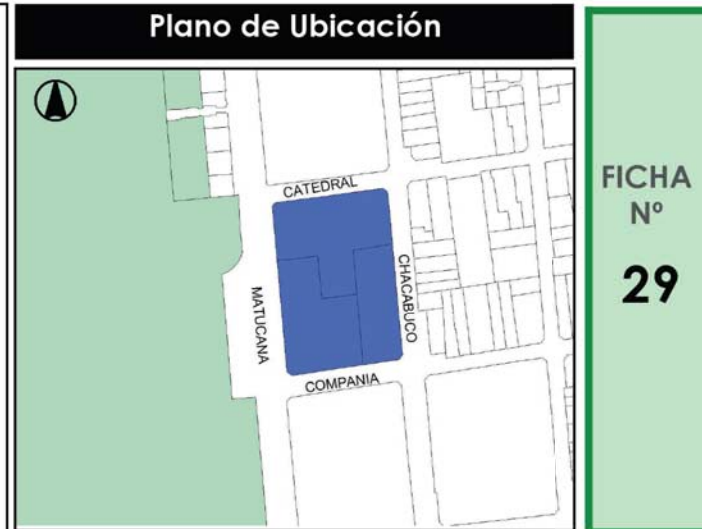 Plano de Ubicación
CATEDRAL
MATUCANA
CHACABUCO
COMPANIA
FICHA
Nº
29